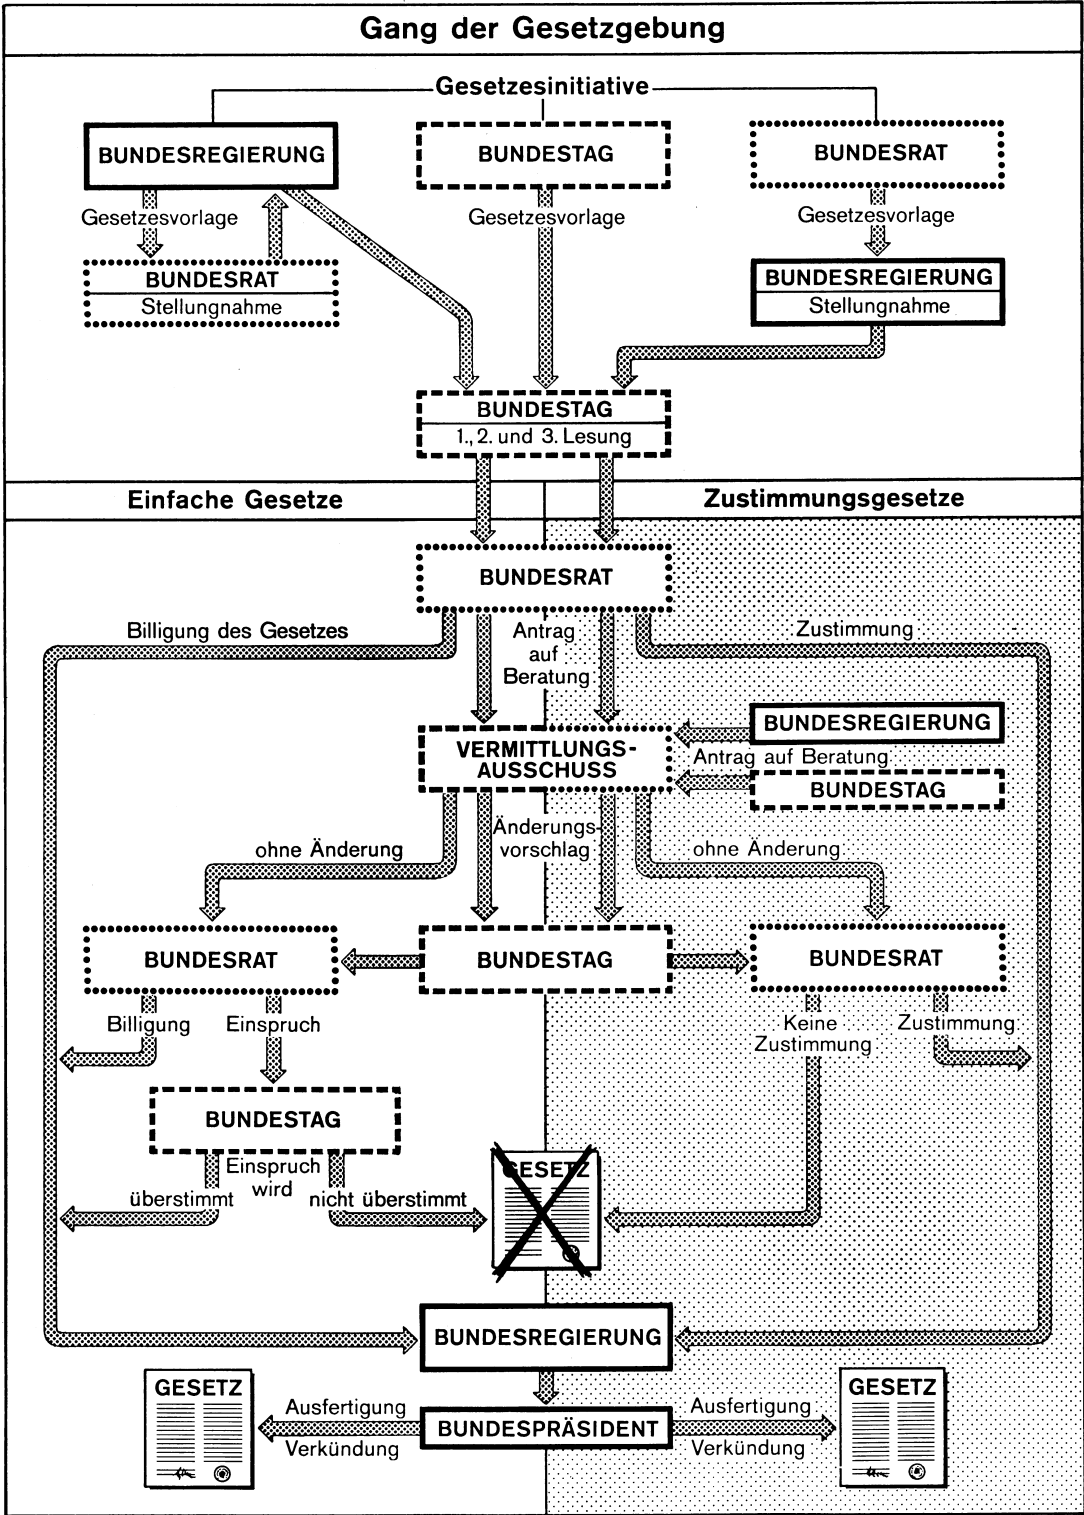 Gang der Gesetzgebung
Gesetzesinitiative
BUNDESREGIERUNG
BUNDESTAG
BUNDESRAT
Gesetzesvorlage
Gesetzesvorlage
Gesetzesvorlage
BUNDESRAT
Stellungnahme
BUNDESREGIERUNG
Stellungnahme
BUNDESTAG
1., 2. und 3. Lesung
Einfache Gesetze
Zustimmungsgesetze
BUNDESRAT
Billigung des Gesetzes
Antrag
auf
Beratung
Zustimmung
BUNDESREGIERUNG
VERMITTLUNGS-
AUSSCHUSS
Antrag auf Beratung
BUNDESTAG
ohne Änderung
Änderungs-
vorschlag
ohne Änderung
BUNDESRAT
BUNDESTAG
BUNDESRAT
Billigung
Einspruch
Keine
Zustimmung
Zustimmung
BUNDESTAG
Einspruch
wird
überstimmt
nicht überstimmt
GESETZ
BUNDESREGIERUNG
GESETZ
Ausfertigung
Verkündung
BUNDESPRÄSIDENT
Ausfertigung
Verkündung
GESETZ